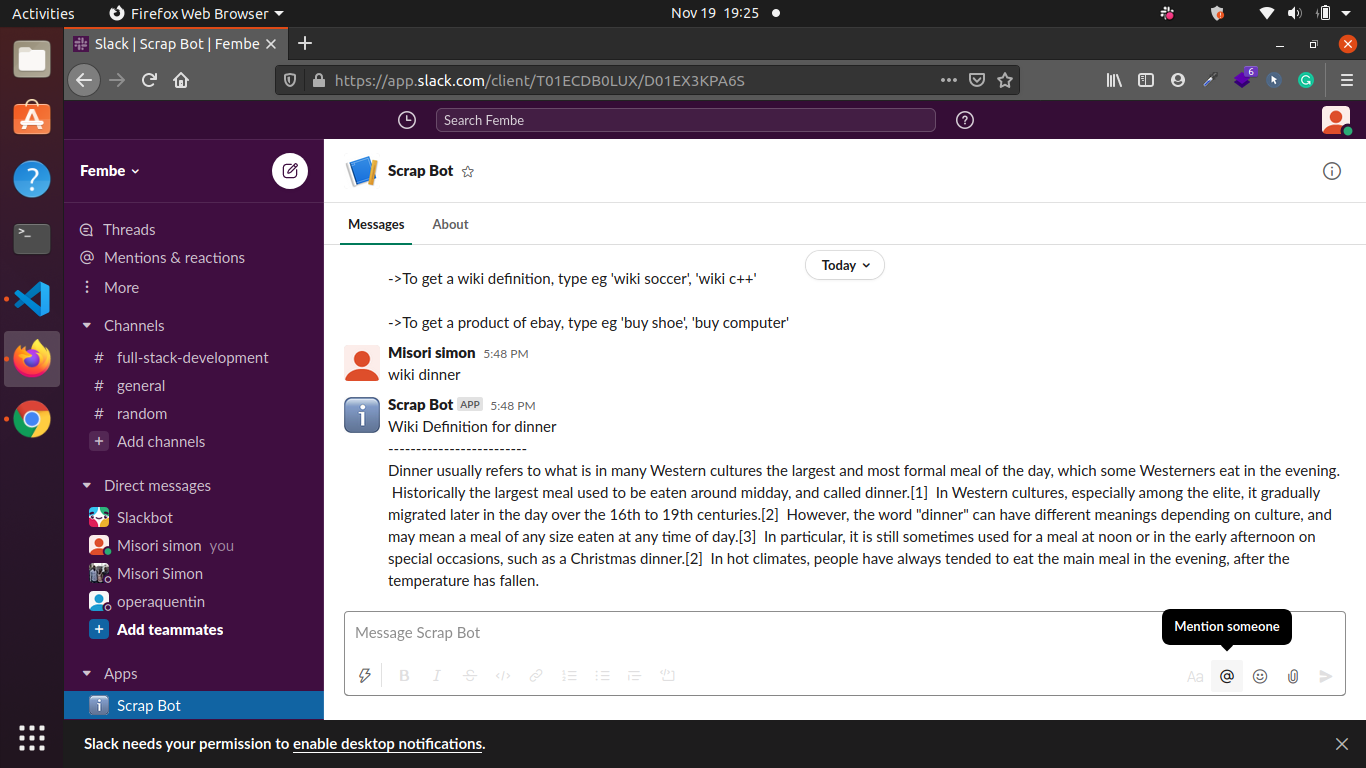 Activities
Firefox Web Browser
Nov 19 19:25
Slack | Scrap Bot | Fembe
https://app.slack.com/client/T01ECDB0LUX/D01EX3KPA6S
6
Search Fembe
Fembe
Threads
Mentions & reactions
More
Channels
# full-stack-development
# general
# random
+ Add channels
Direct messages
Slackbot
Misori simon you
Misori Simon
operaquentin
+ Add teammates
Apps
Scrap Bot
Scrap Bot
Messages About
Today
->To get a wiki definition, type eg 'wiki soccer', 'wiki c++'
->To get a product of ebay, type eg 'buy shoe', 'buy computer'
Misori simon 5:48 PM
wiki dinner
Scrap Bot APP 5:48 PM
Wiki Definition for dinner
-------------------------
Dinner usually refers to what is in many Western cultures the largest and most formal meal of the day, which some Westerners eat in the evening.
Historically the largest meal used to be eaten around midday, and called dinner.[1] In Western cultures, especially among the elite, it gradually
migrated later in the day over the 16th to 19th centuries.[2] However, the word "dinner" can have different meanings depending on culture, and
may mean a meal of any size eaten at any time of day.[3] In particular, it is still sometimes used for a meal at noon or in the early afternoon on
special occasions, such as a Christmas dinner.[2] In hot climates, people have always tended to eat the main meal in the evening, after the
temperature has fallen.
Message Scrap Bot
Mention someone
B I S </> Aa @
Slack needs your permission to enable desktop notifications.